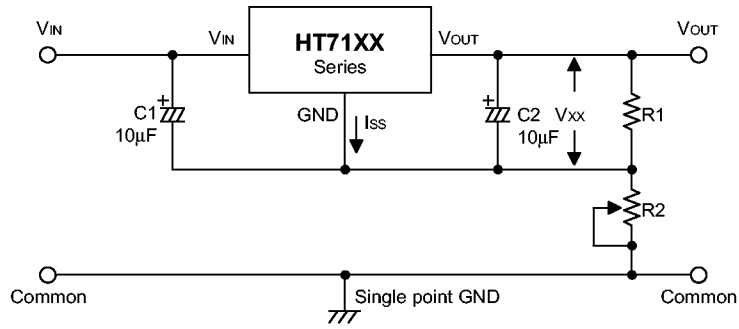 VIN
VIN
HT71XX
Series
VOUT
VOUT
C1
10μF
GND
ISS
C2
10μF
VXX
R1
R2
Common
Single point GND
Common